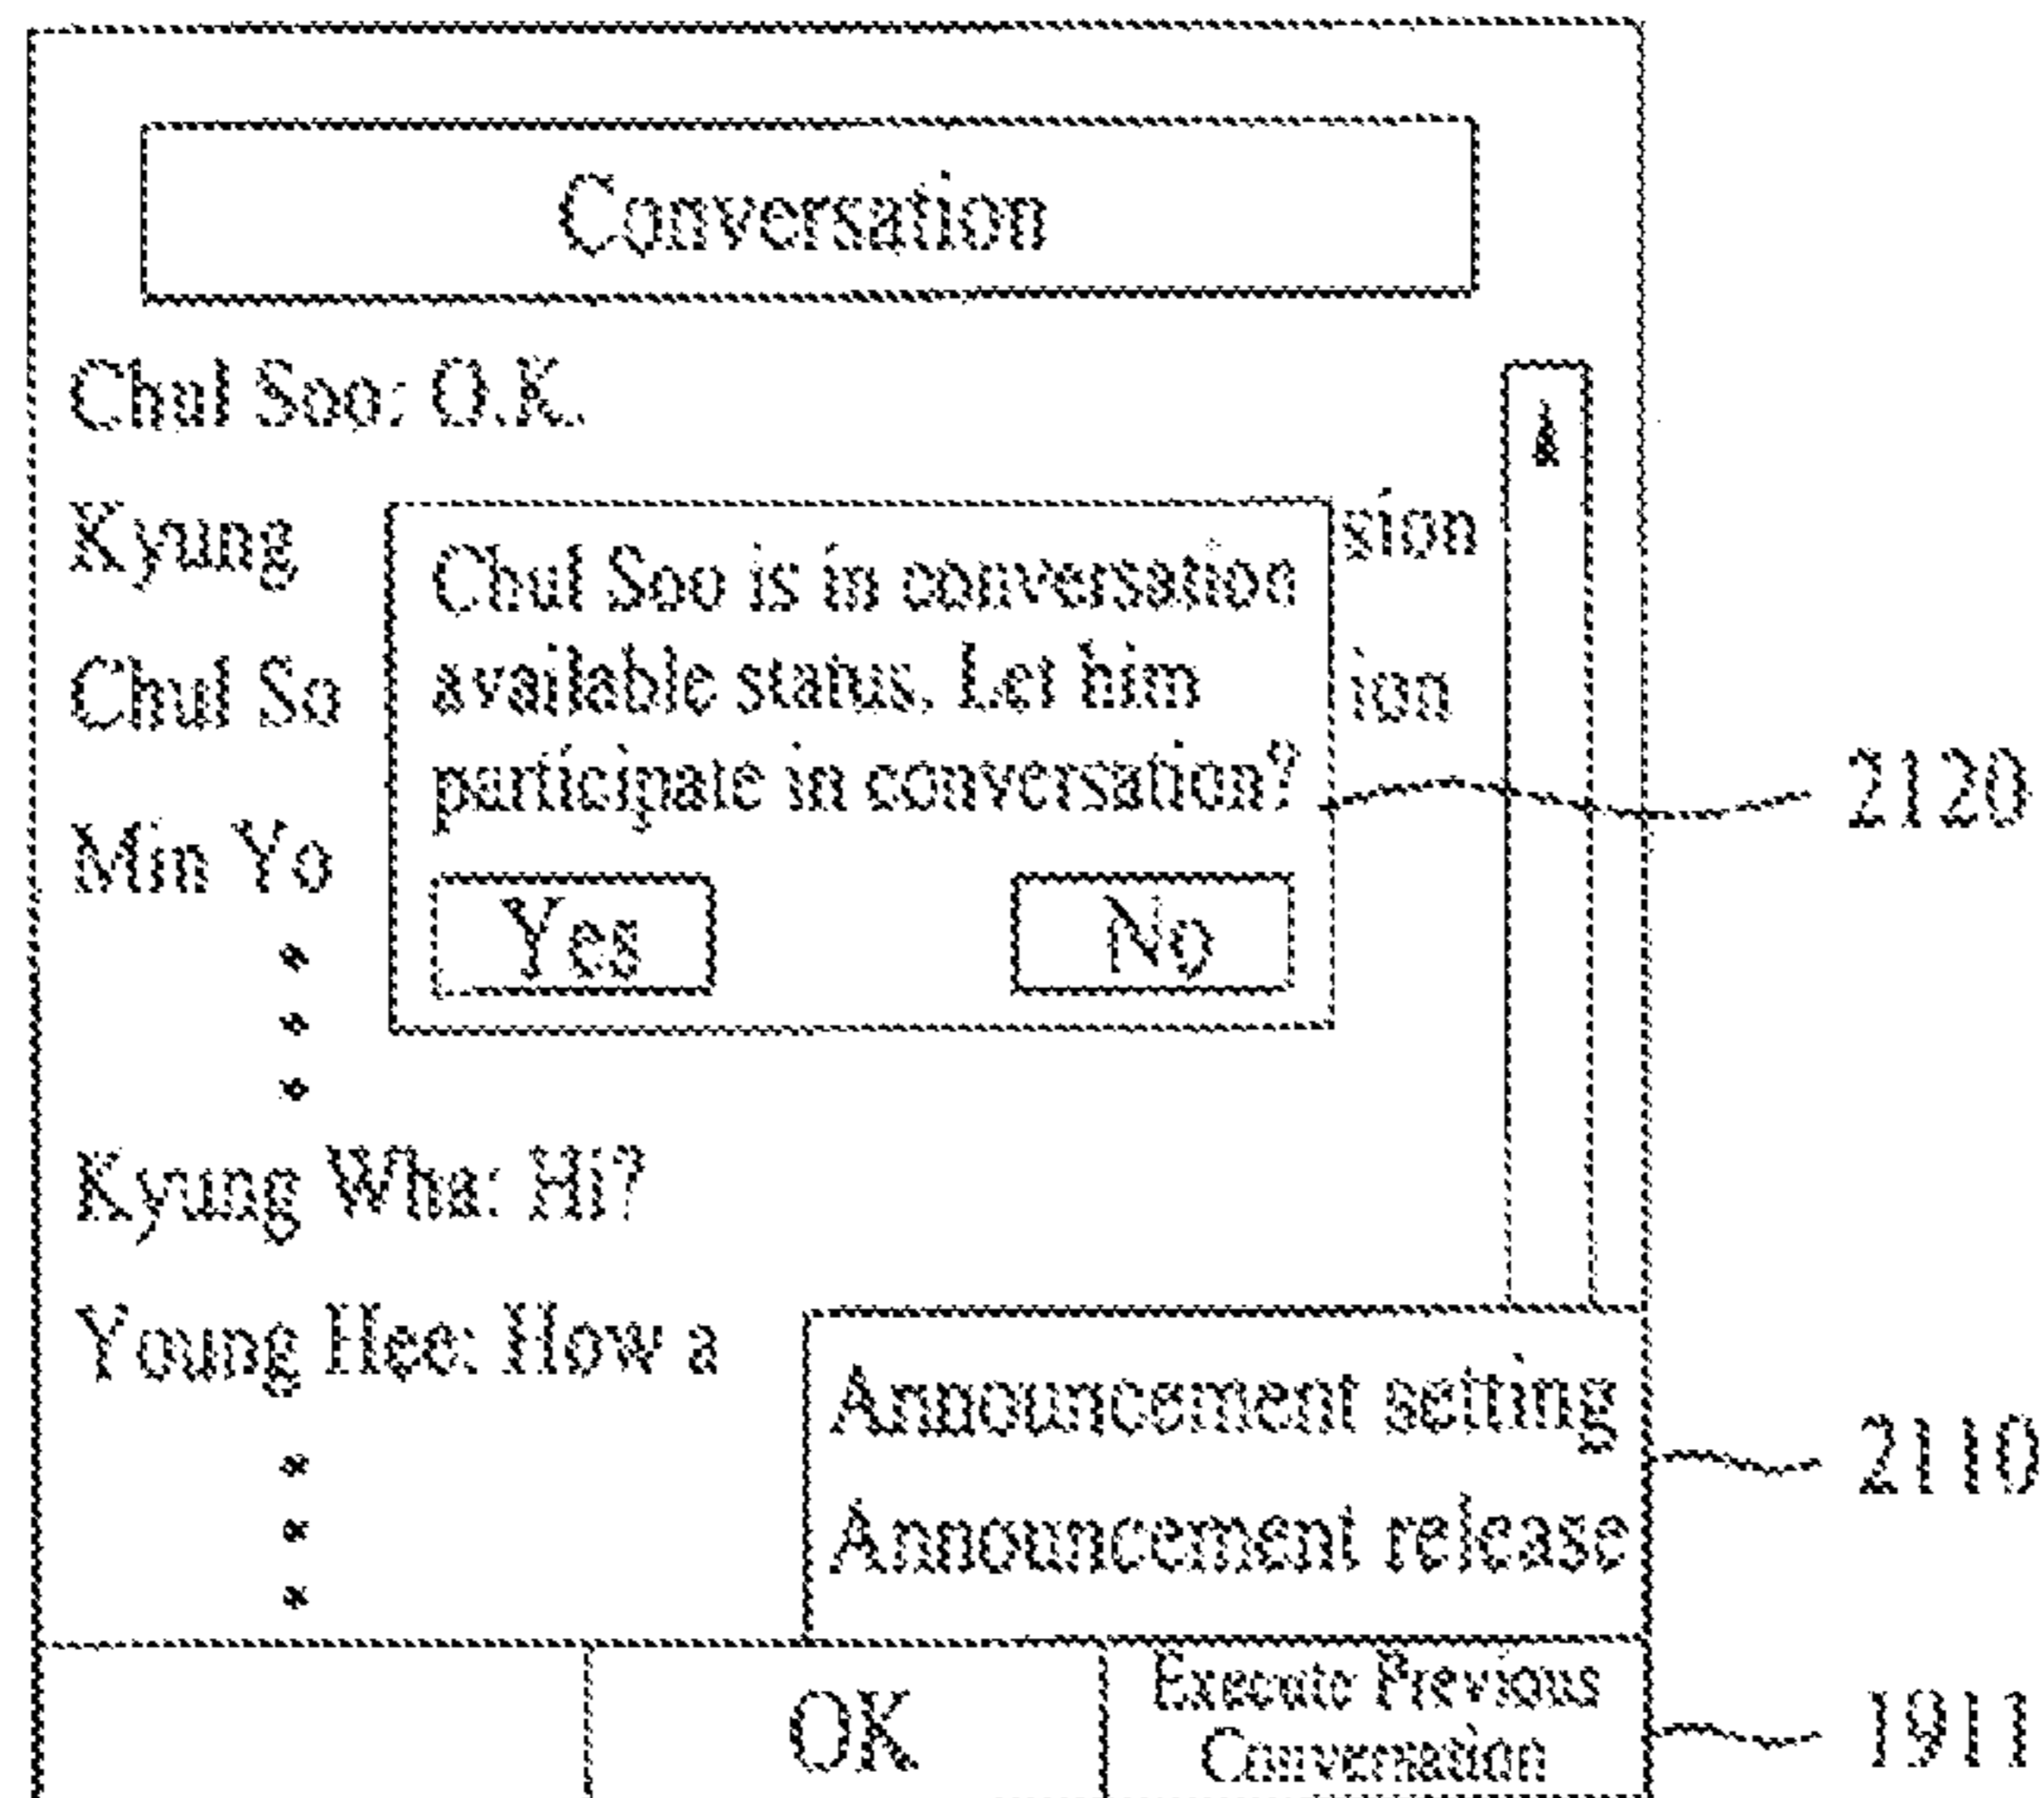 Conversation
Chul Soo: O.K.
Kyung
sion
Chul Soo is in conversation
available status. Let him
participate in conversation?
Chul So
ion
2120
Min Yo
Yes
No
Kyung Wha: Hi?
Young Hee: How a
Announcement setting
2110
Announcement release
OK
Execute Previous
Conversation
1911